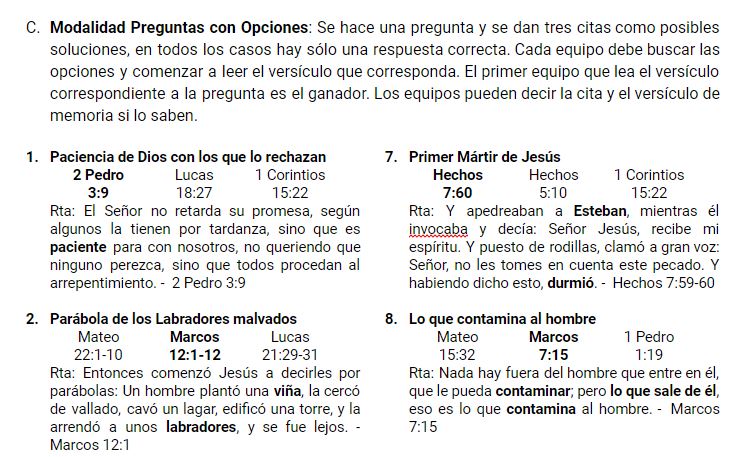 C. Modalidad Preguntas con Opciones: Se hace una pregunta y se dan tres citas como posibles
soluciones, en todos los casos hay sólo una respuesta correcta. Cada equipo debe buscar las
opciones y comenzar a leer el versículo que corresponda. El primer equipo que lea el versículo
correspondiente a la pregunta es el ganador. Los equipos pueden decir la cita y el versículo de
memoria si lo saben.
1. Paciencia de Dios con los que lo rechazan
2 Pedro Lucas 1 Corintios
3:9 18:27 15:22
Rta: El Señor no retarda su promesa, según
algunos la tienen por tardanza, sino que es
paciente para con nosotros, no queriendo que
ninguno perezca, sino que todos procedan al
arrepentimiento. - 2 Pedro 3:9
2. Parábola de los Labradores malvados
Mateo Marcos Lucas
22:1-10 12:1-12 21:29-31
Rta: Entonces comenzó Jesús a decirles por
parábolas: Un hombre plantó una viña, la cercó
de vallado, cavó un lagar, edificó una torre, y la
arrendó a unos labradores, y se fue lejos. -
Marcos 12:1
7. Primer Mártir de Jesús
Hechos Hechos 1 Corintios
7:60 5:10 15:22
Rta: Y apedreaban a Esteban, mientras él
invocaba y decía: Señor Jesús, recibe mi
espíritu. Y puesto de rodillas, clamó a gran voz:
Señor, no les tomes en cuenta este pecado. Y
habiendo dicho esto, durmió. - Hechos 7:59-60
8. Lo que contamina al hombre
Mateo Marcos 1 Pedro
15:32 7:15 1:19
Rta: Nada hay fuera del hombre que entre en él,
que le pueda contaminar; pero lo que sale de él,
eso es lo que contamina al hombre. - Marcos
7:15